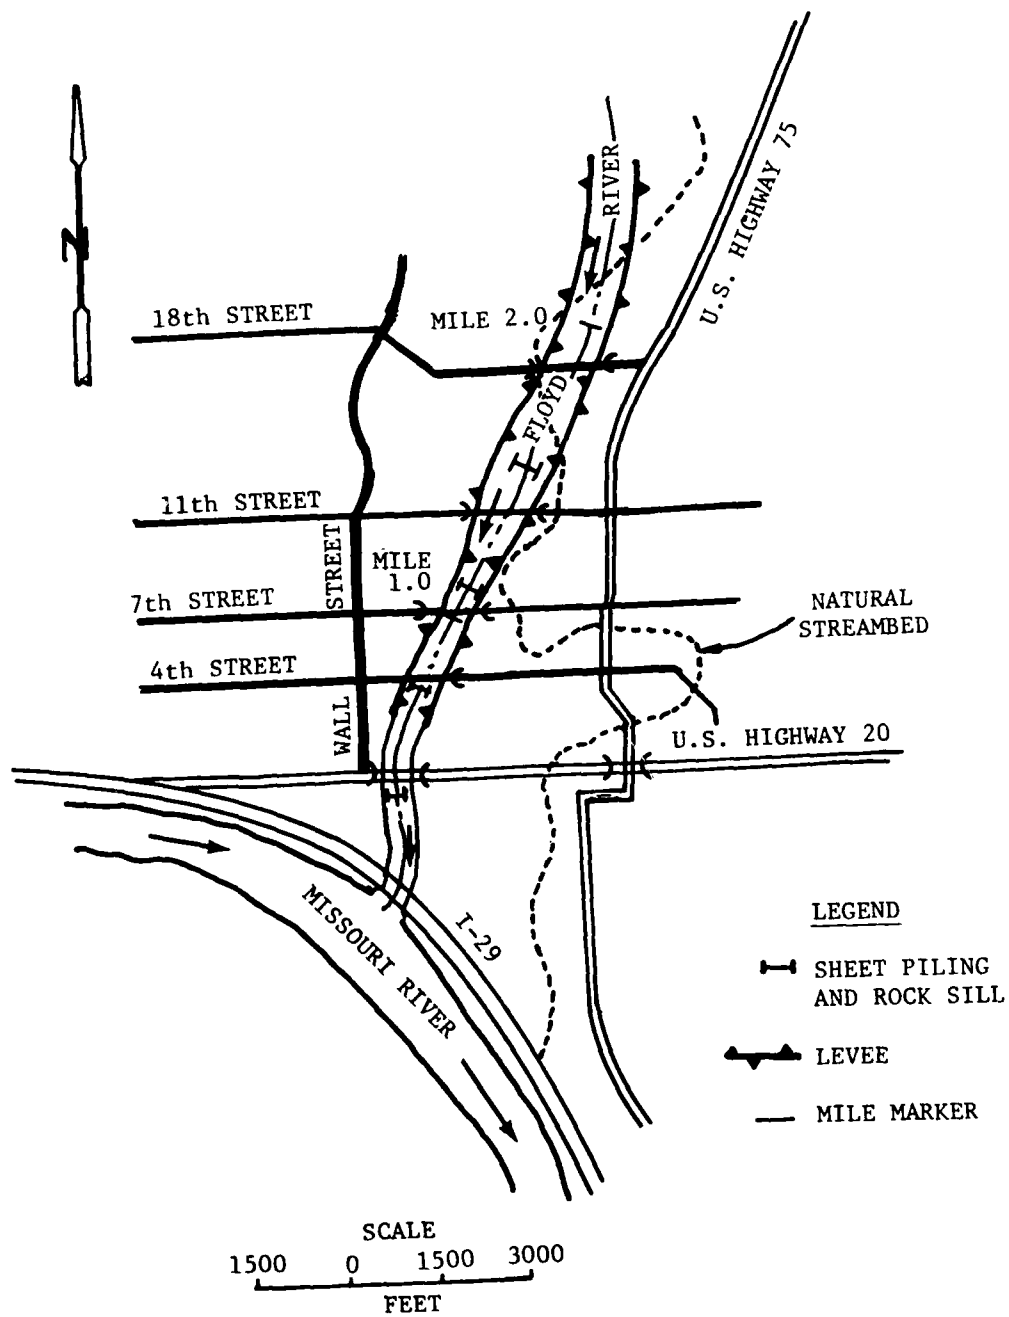 N
RIVER
U.S. HIGHWAY 75
18th STREET
MILE 2.0
FLOYD
11th STREET
STREET
MILE
1.0
7th STREET
NATURAL
STREAMBED
4th STREET
WALL
U.S. HIGHWAY 20
MISSOURI RIVER
I-29
LEGEND
SHEET PILING
AND ROCK SILL
LEVEE
MILE MARKER
SCALE
1500 0 1500 3000
FEET